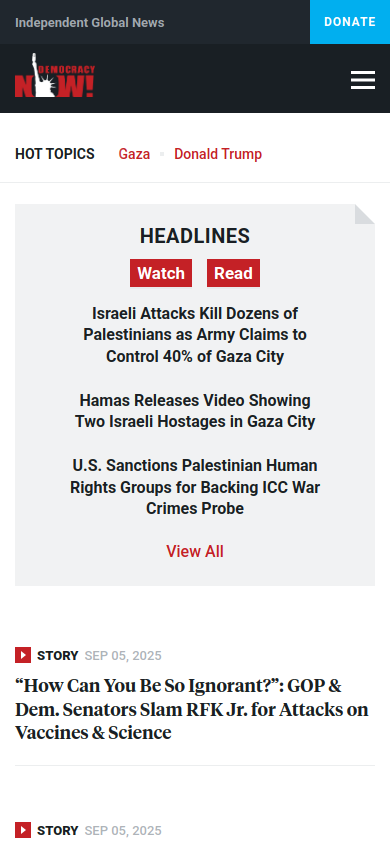 Independent Global News
DONATE
DEMOCRACY
NOW!
HOT TOPICS
Gaza
Donald Trump
HEADLINES
Watch
Read
Israeli Attacks Kill Dozens of
Palestinians as Army Claims to
Control 40% of Gaza City
Hamas Releases Video Showing
Two Israeli Hostages in Gaza City
U.S. Sanctions Palestinian Human
Rights Groups for Backing ICC War
Crimes Probe
View All
STORY SEP 05, 2025
“How Can You Be So Ignorant?”: GOP &
Dem. Senators Slam RFK Jr. for Attacks on
Vaccines & Science
STORY SEP 05, 2025